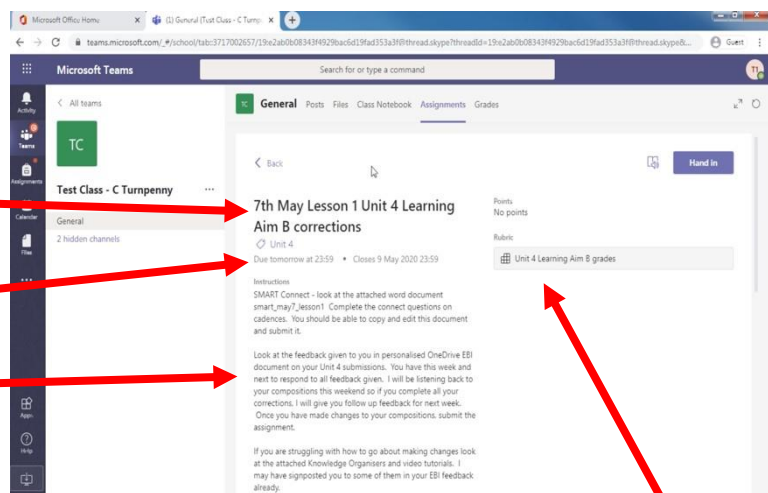 Microsoft Office Home
(1) General (Test Class - C Turnp
teams.microsoft.com/_#/school/tab::
Guest
Microsoft Teams
Search for or type a command
T1
Activity
Teams
Assignments
Calendar
Files
Apps
Help
All teams
TC
Test Class - C Turnpenny
General
2 hidden channels
TC General Posts Files Class Notebook Assignments Grades
Back
Hand in
7th May Lesson 1 Unit 4 Learning
Aim B corrections
Unit 4
Due tomorrow at 23:59 • Closes 9 May 2020 23:59
Instructions
SMART Connect - look at the attached word document
smart_may7_lesson1 Complete the connect questions on
cadences. You should be able to copy and edit this document
and submit it.
Look at the feedback given to you in personalised OneDrive EBI
document on your Unit 4 submissions. You have this week and
next to respond to all feedback given. I will be listening back to
your compositions this weekend so if you complete all your
corrections, I will give you follow up feedback for next week.
Once you have made changes to your compositions, submit the
assignment.
If you are struggling with how to go about making changes look
at the attached Knowledge Organisers and video tutorials. I
may have signposted you to some of them in your EBI feedback
already.
Points
No points
Rubric
Unit 4 Learning Aim B grades